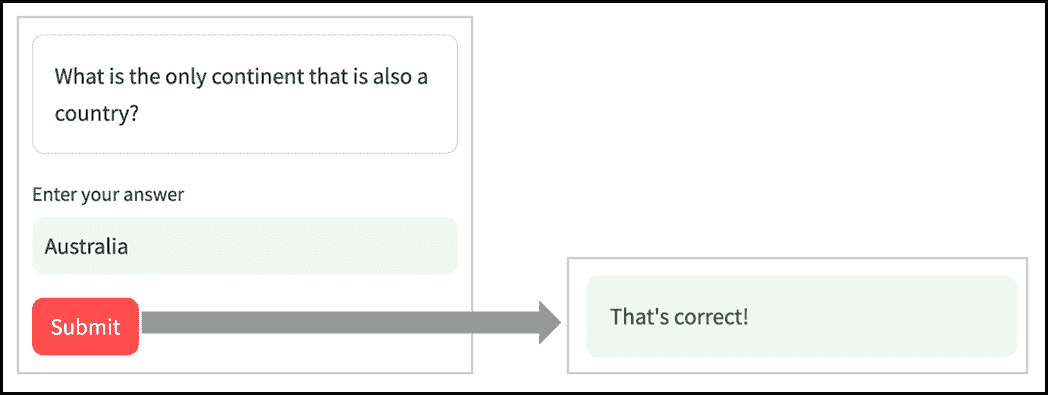 What is the only continent that is also a
country?
Enter your answer
Australia
Submit
That's correct!